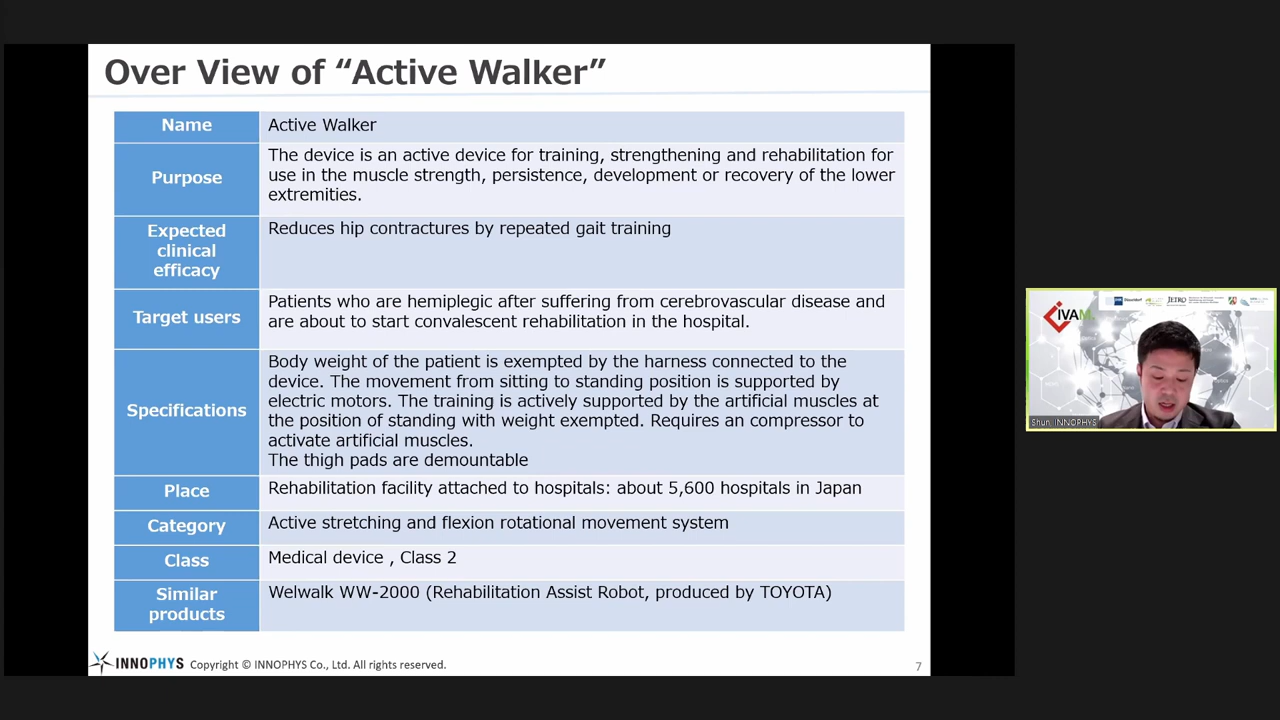 Over View of “Active Walker”
Name
Active Walker
Purpose
The device is an active device for training, strengthening and rehabilitation for
use in the muscle strength, persistence, development or recovery of the lower
extremities.
Expected
clinical
efficacy
Reduces hip contractures by repeated gait training
Target users
Patients who are hemiplegic after suffering from cerebrovascular disease and
are about to start convalescent rehabilitation in the hospital.
Specifications
Body weight of the patient is exempted by the harness connected to the
device. The movement from sitting to standing position is supported by
electric motors. The training is actively supported by the artificial muscles at
the position of standing with weight exempted. Requires an compressor to
activate artificial muscles.
The thigh pads are demountable
Place
Rehabilitation facility attached to hospitals: about 5,600 hospitals in Japan
Category
Active stretching and flexion rotational movement system
Class
Medical device , Class 2
Similar
products
Welwalk WW-2000 (Rehabilitation Assist Robot, produced by TOYOTA)
INNOPHYS Copyright © INNOPHYS Co., Ltd. All rights reserved.
7
IVAM
JETRO
Shun, INNOPHYS